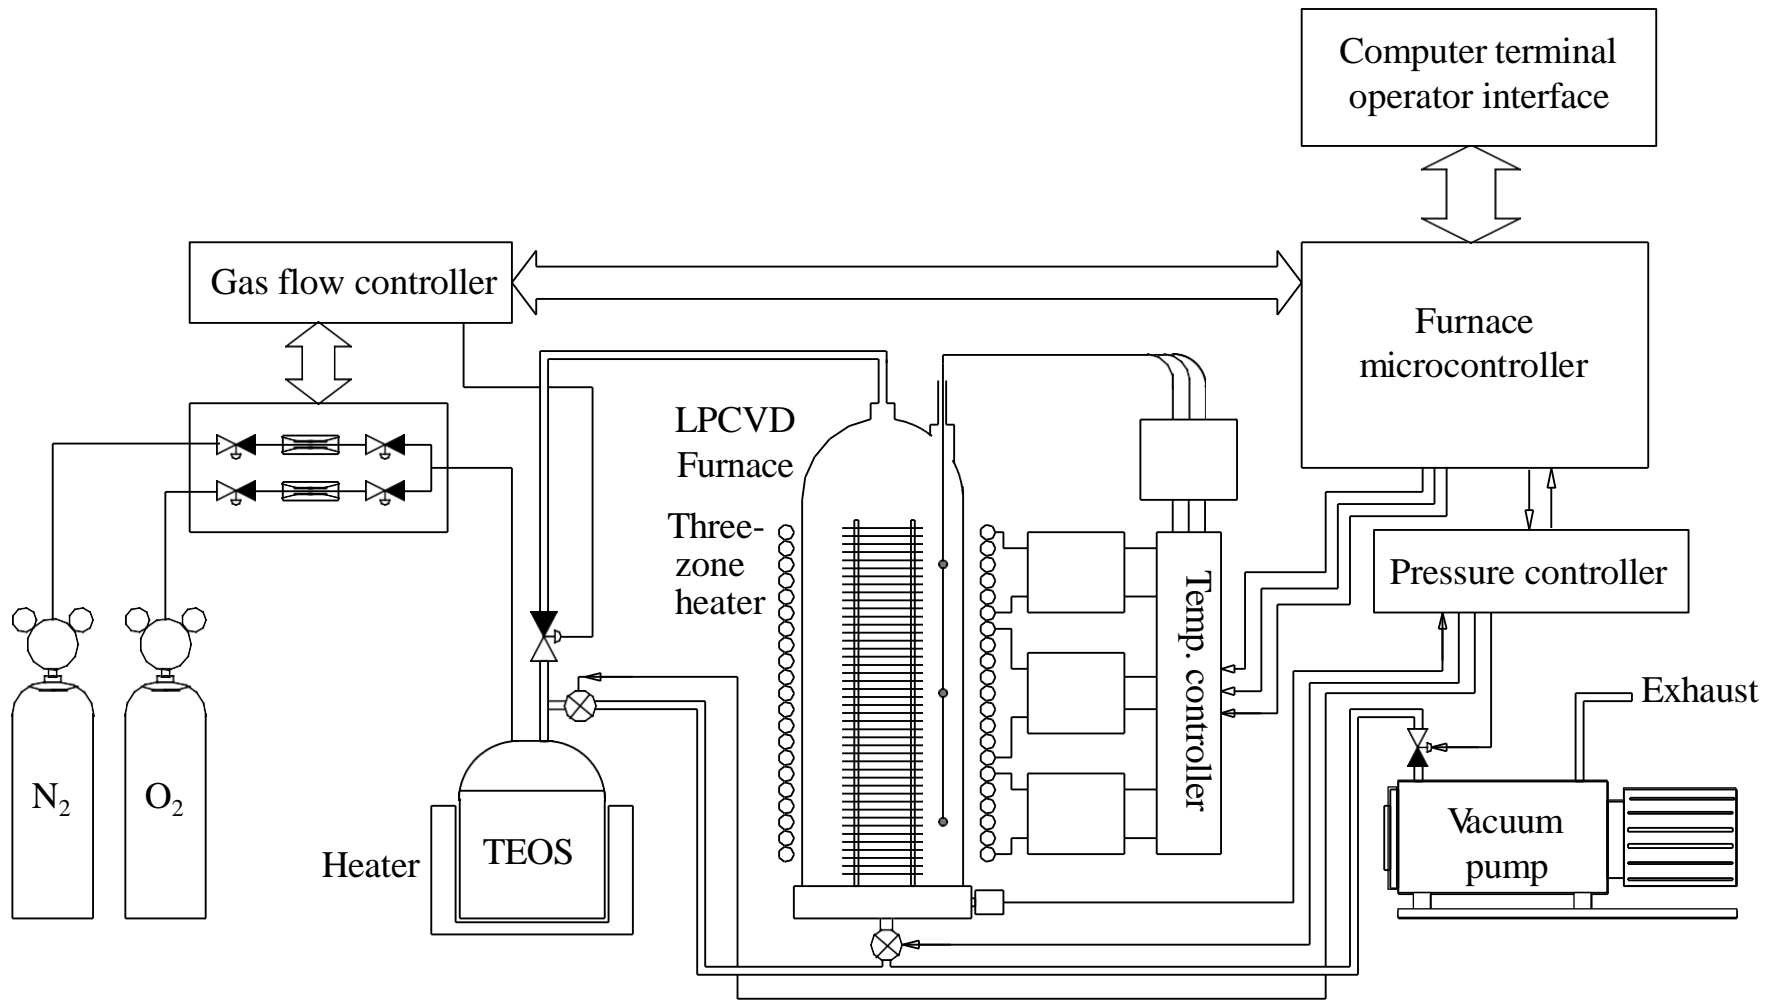 Computer terminal
operator interface
Gas flow controller
Furnace
microcontroller
LPCVD
Furnace
Three-
zone
heater
Temp. controller
Pressure controller
Exhaust
N₂
O₂
Heater
TEOS
Vacuum
pump